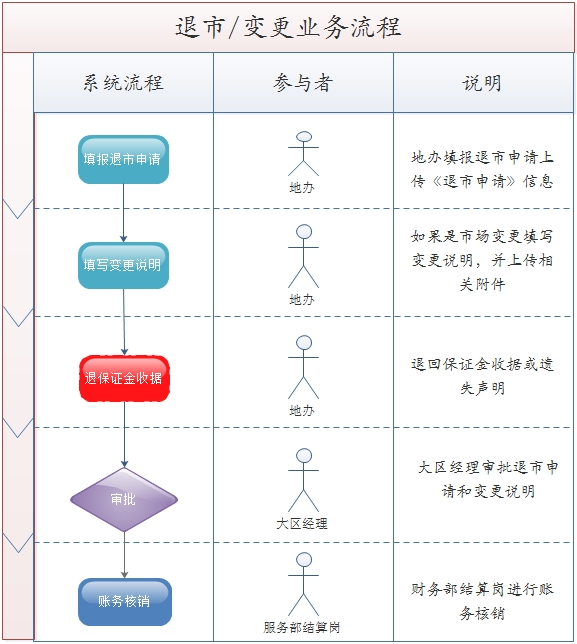 退市/变更业务流程
系统流程
参与者
说明
填报退市申请
地办
地办填报退市申请上
传《退市申请》信息
填写变更说明
地办
如果是市场变更填写
变更说明，并上传相
关附件
退保证金收据
地办
退回保证金收据或遗
失声明
审批
大区经理
大区经理审批退市申
请和变更说明
账务核销
服务部结算岗
财务部结算岗进行账
务核销